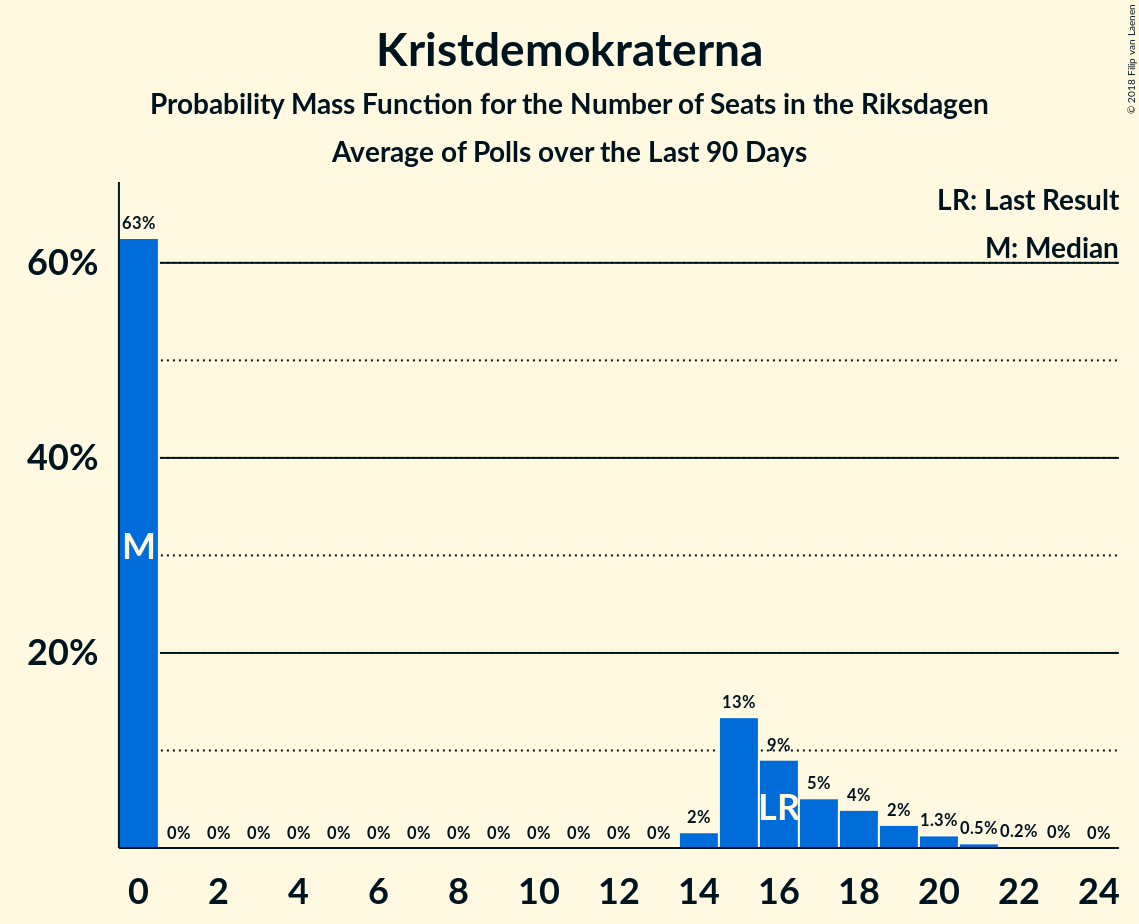 Kristdemokraterna
Probability Mass Function for the Number of Seats in the Riksdagen
Average of Polls over the Last 90 Days
© 2018 Filip van Laenen
LR: Last Result
M: Median
60%
40%
20%
63% 0% 0% 0% 0% 0% 0% 0% 0% 0% 0% 0% 0% 0% 2% 13% 9% 5% 4% 2% 1.3% 0.5% 0.2% 0% 0%
M
LR
0 2 4 6 8 10 12 14 16 18 20 22 24